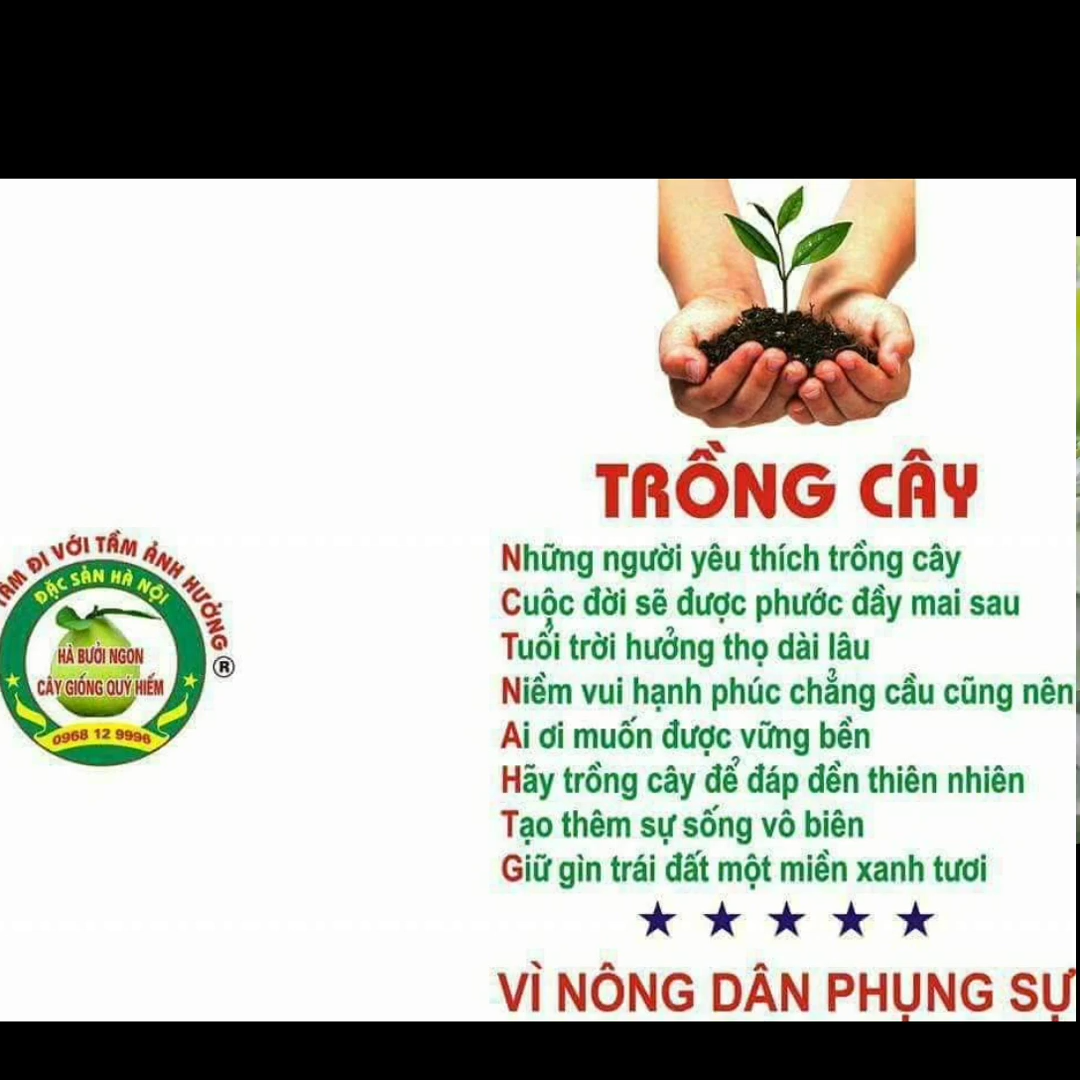 TRỒNG CÂY
Những người yêu thích trồng cây
Cuộc đời sẽ được phước đầy mai sau
Tuổi trời hưởng thọ dài lâu
Niềm vui hạnh phúc chẳng cầu cũng nên
Ai ơi muốn được vững bền
Hãy trồng cây để đáp đền thiên nhiên
Tạo thêm sự sống vô biên
Giữ gìn trái đất một miền xanh tươi
VÌ NÔNG DÂN PHỤNG SỰ
TÂM ĐI VỚI TẦM ẢNH HƯỞNG
®
ĐẶC SẢN HÀ NỘI
HÀ BƯỞI NGON
CÂY GIỐNG QUÝ HIẾM
0968 12 9996